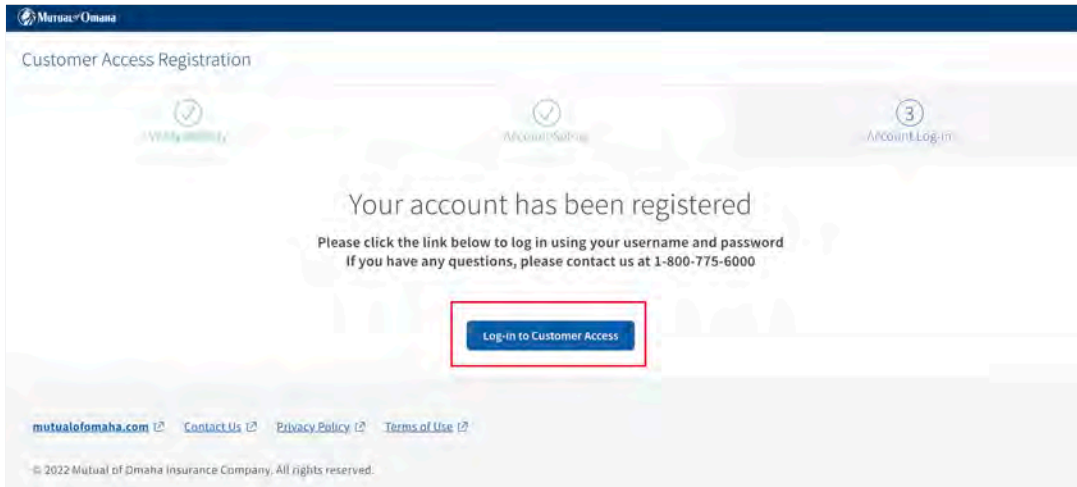 Mutual of Omaha
Customer Access Registration
3
Verify Identity
Account Log-in
Your account has been registered
Please click the link below to log in using your username and password
If you have any questions, please contact us at 1-800-775-6000
Log-in to Customer Access
mutualofomaha.com Contact Us Privacy Policy Terms of Use
© 2022 Mutual of Omaha Insurance Company. All rights reserved.